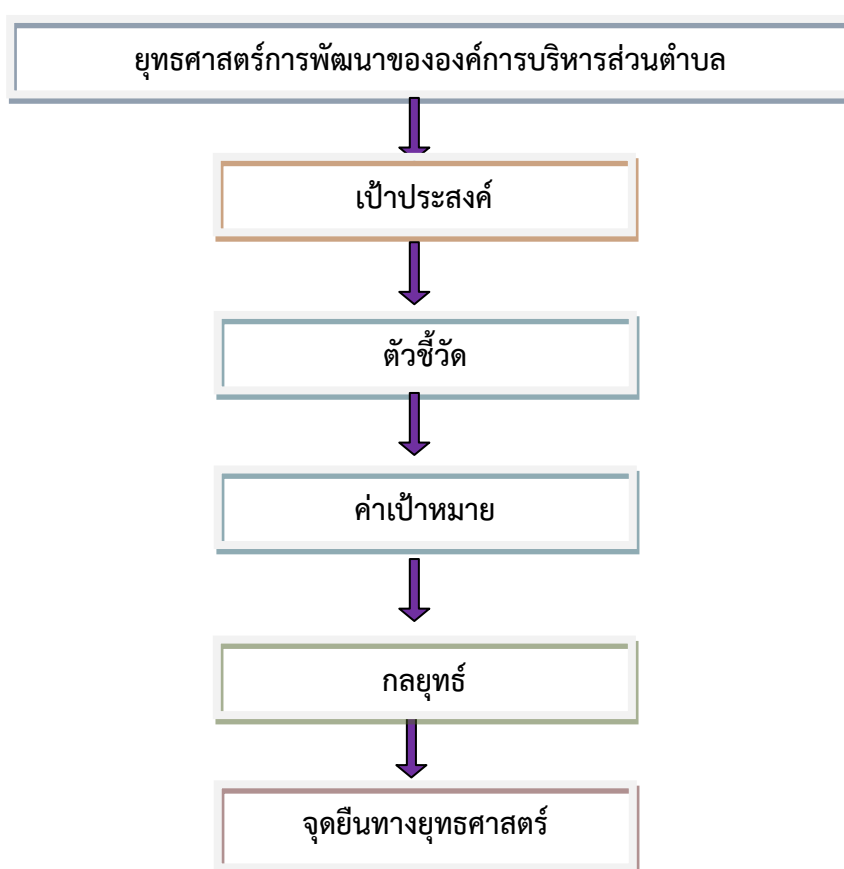 ยุทธศาสตร์การพัฒนาขององค์การบริหารส่วนตำบล
เป้าประสงค์
ตัวชี้วัด
ค่าเป้าหมาย
กลยุทธ์
จุดยืนทางยุทธศาสตร์